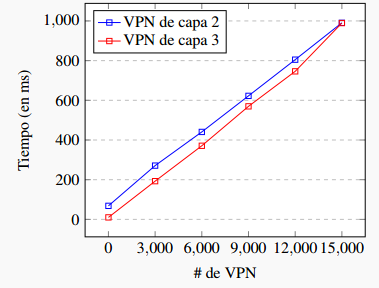 VPN de capa 2
VPN de capa 3
1,000
800
600
400
200
0
Tiempo (en ms)
0 3,000 6,000 9,000 12,000 15,000
# de VPN